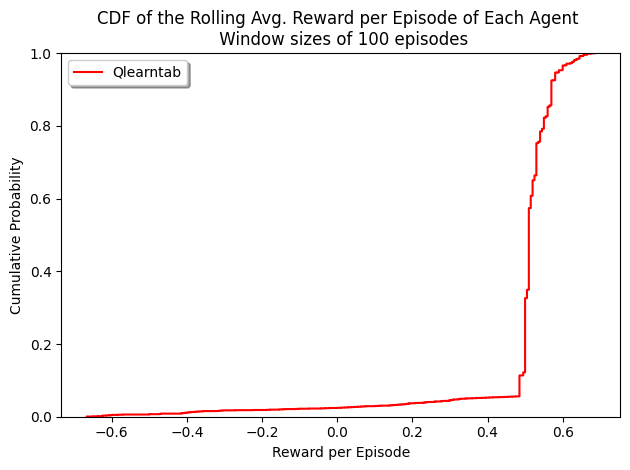 CDF of the Rolling Avg. Reward per Episode of Each Agent
Window sizes of 100 episodes
Qlearntab
Cumulative Probability
1.0
0.8
0.6
0.4
0.2
0.0
−0.6
−0.4
−0.2
0.0
0.2
0.4
0.6
Reward per Episode